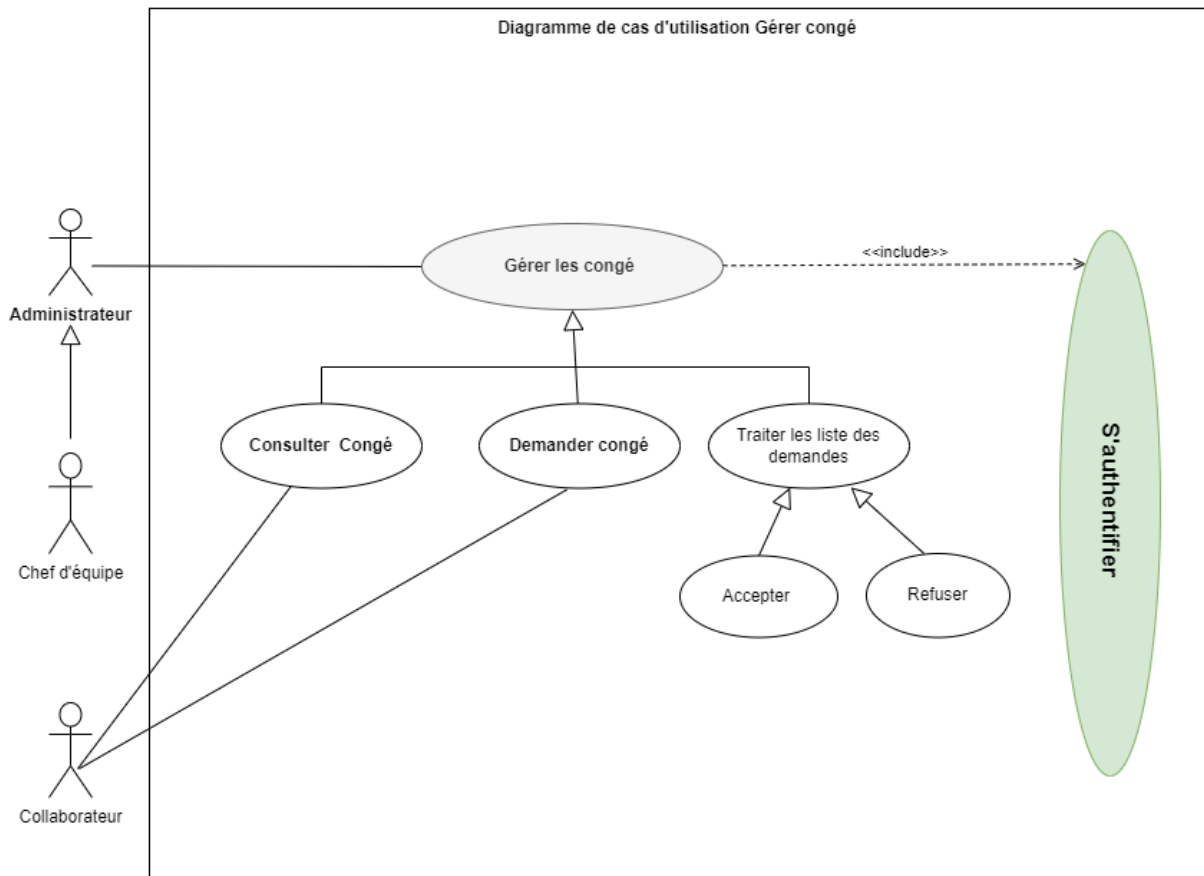 Diagramme de cas d'utilisation Gérer congé
<<include>>
Gérer les congé
Administrateur
Consulter  Congé
Demander congé
Traiter les liste des
demandes
S'authentifier
Chef d'équipe
Accepter
Refuser
Collaborateur